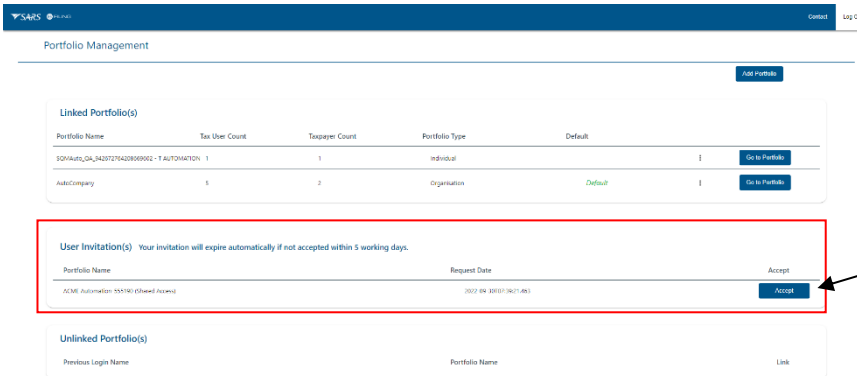 SARS eFILING Contact Log O
Portfolio Management
Add Portfolio
Linked Portfolio(s)
Portfolio Name Tax User Count Taxpayer Count Portfolio Type Default
T AUTOMATION 1 1 Individual Go to Portfolio
AutoCompany 5 2 Organisation Default Go to Portfolio
User Invitation(s) Your invitation will expire automatically if not accepted within 5 working days.
Portfolio Name Request Date Accept
ACME Automation 555190 (Shared Access) Accept
Unlinked Portfolio(s)
Previous Login Name Portfolio Name Link